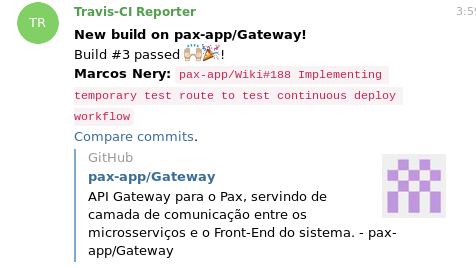 TR
Travis-CI Reporter
3:59
New build on pax-app/Gateway!
Build #3 passed 🙌🏼🎉!
Marcos Nery: pax-app/Wiki#188 Implementing
temporary test route to test continuous deploy
workflow
Compare commits.
GitHub
pax-app/Gateway
API Gateway para o Pax, servindo de
camada de comunicação entre os
microsserviços e o Front-End do sistema. - pax-
app/Gateway